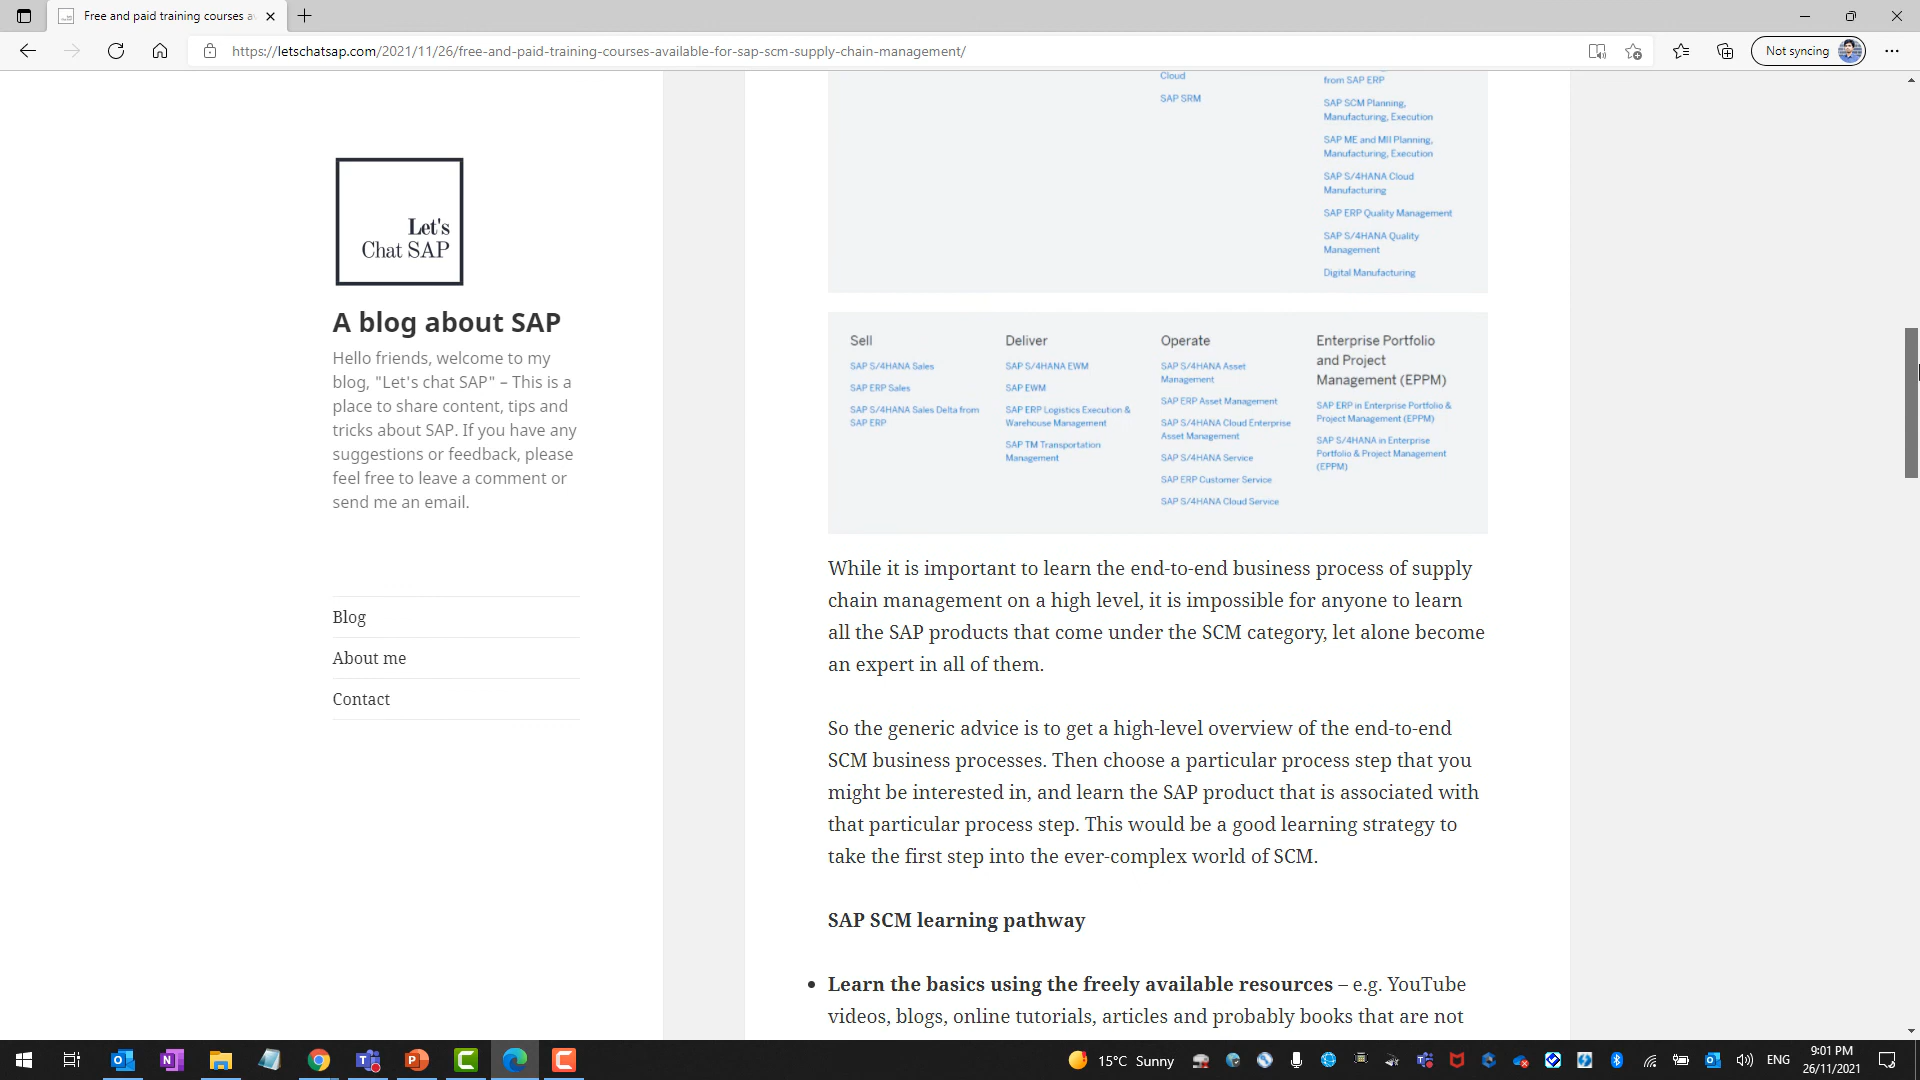 Free and paid training courses a
https://letschatsap.com/2021/11/26/free-and-paid-training-courses-available-for-sap-scm-supply-chain-management/
Not syncing
Let's
Chat SAP
A blog about SAP
Hello friends, welcome to my
blog, "Let's chat SAP" – This is a
place to share content, tips and
tricks about SAP. If you have any
suggestions or feedback, please
feel free to leave a comment or
send me an email.
Blog
About me
Contact
Cloud
SAP SRM
from SAP ERP
SAP SCM Planning,
Manufacturing, Execution
SAP ME and MII Planning,
Manufacturing, Execution
SAP S/4HANA Cloud
Manufacturing
SAP ERP Quality Management
SAP S/4HANA Quality
Management
Digital Manufacturing
Sell
SAP S/4HANA Sales
SAP ERP Sales
SAP S/4HANA Sales Delta from
SAP ERP
Deliver
SAP S/4HANA EWM
SAP EWM
SAP ERP Logistics Execution &
Warehouse Management
SAP TM Transportation
Management
Operate
SAP S/4HANA Asset
Management
SAP ERP Asset Management
SAP S/4HANA Cloud Enterprise
Asset Management
SAP S/4HANA Service
SAP ERP Customer Service
SAP S/4HANA Cloud Service
Enterprise Portfolio
and Project
Management (EPPM)
SAP ERP in Enterprise Portfolio &
Project Management (EPPM)
SAP S/4HANA in Enterprise
Portfolio & Project Management
(EPPM)
While it is important to learn the end-to-end business process of supply
chain management on a high level, it is impossible for anyone to learn
all the SAP products that come under the SCM category, let alone become
an expert in all of them.
So the generic advice is to get a high-level overview of the end-to-end
SCM business processes. Then choose a particular process step that you
might be interested in, and learn the SAP product that is associated with
that particular process step. This would be a good learning strategy to
take the first step into the ever-complex world of SCM.
SAP SCM learning pathway
• Learn the basics using the freely available resources – e.g. YouTube
videos, blogs, online tutorials, articles and probably books that are not
15°C Sunny
ENG
9:01 PM
26/11/2021